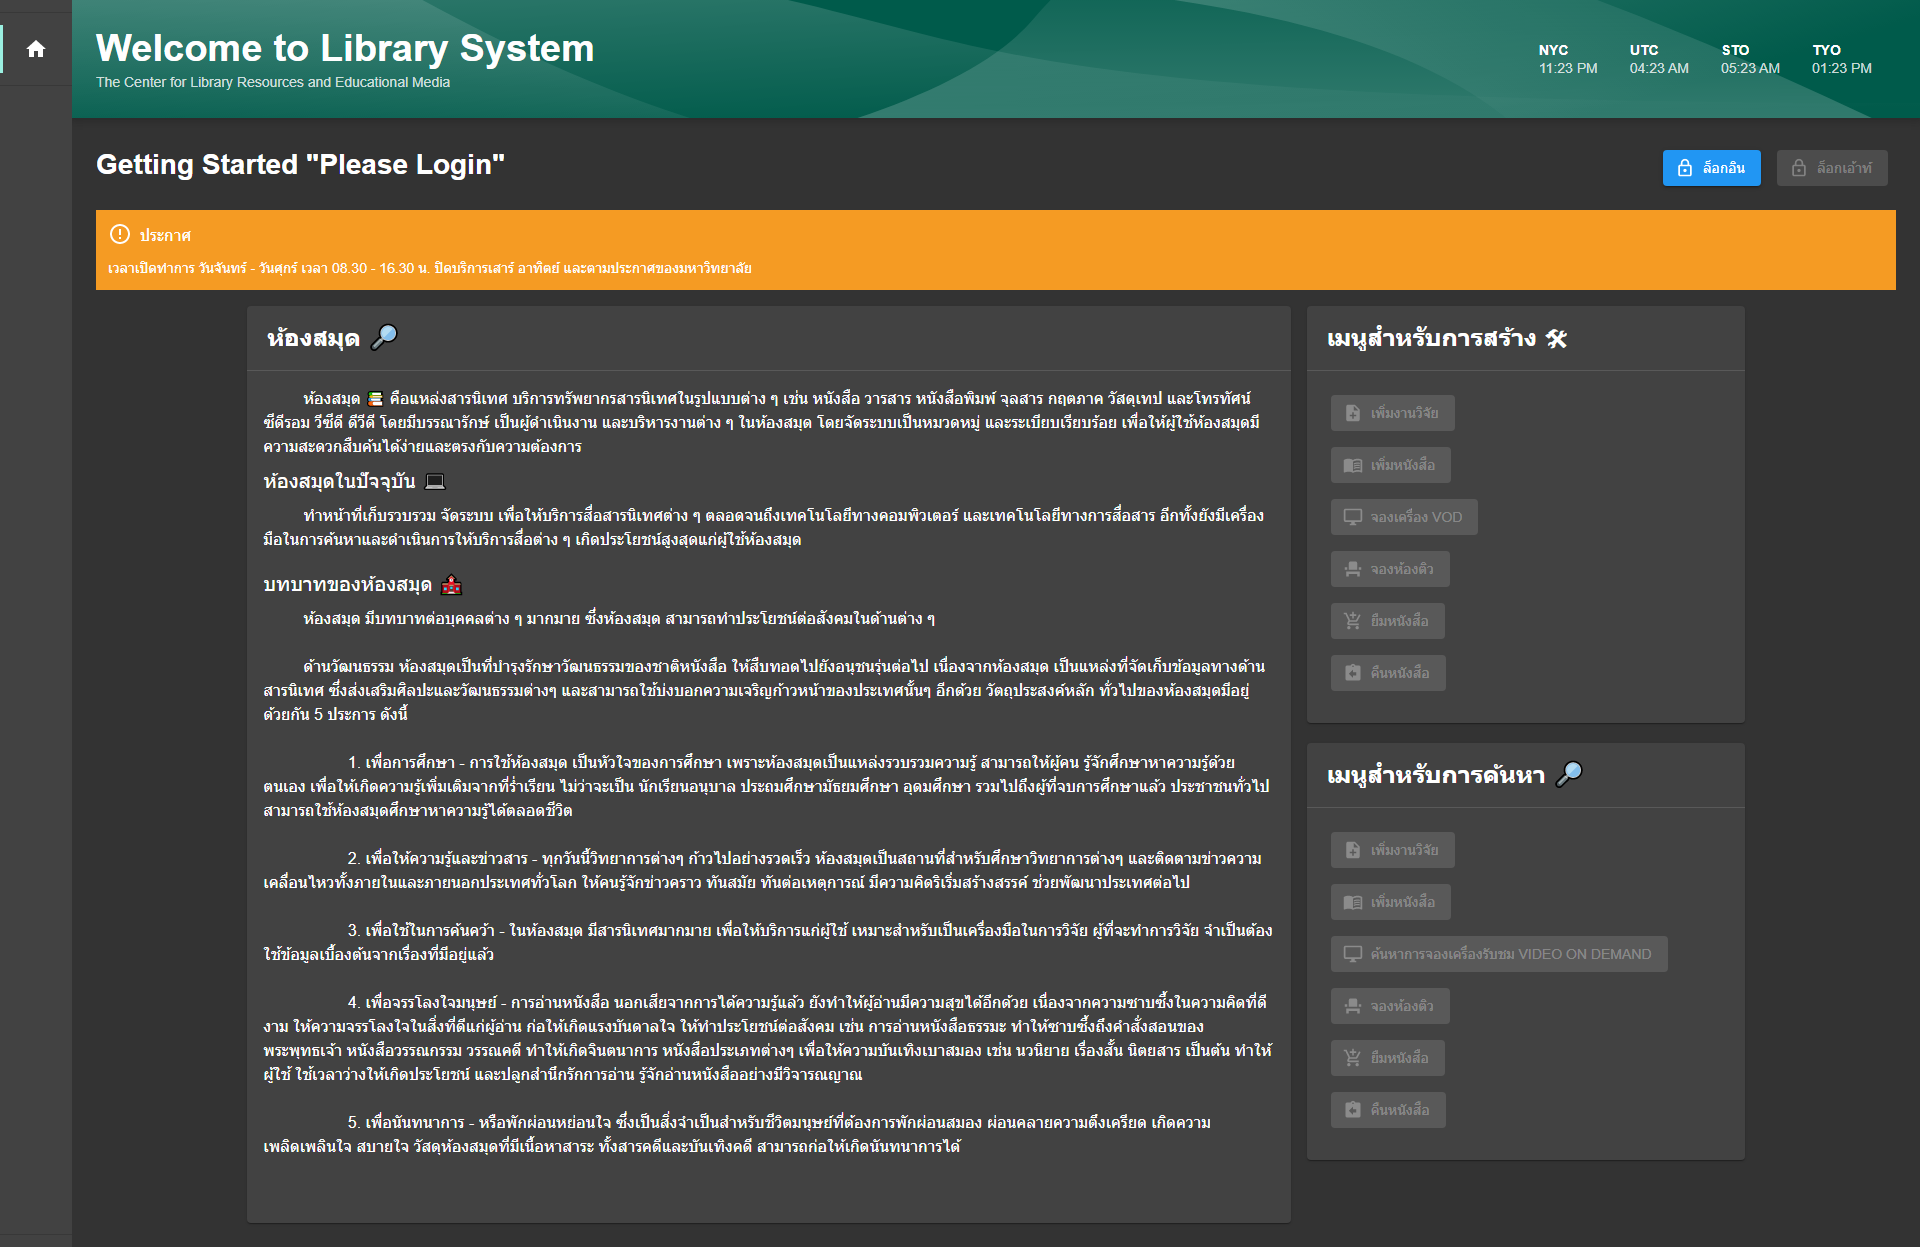 Welcome to Library System
The Center for Library Resources and Educational Media
NYC
11:23 PM
UTC
04:23 AM
STO
05:23 AM
TYO
01:23 PM
Getting Started "Please Login"
ล็อกอิน
ล็อกเอ้าท์
ประกาศ
เวลาเปิดทำการ วันจันทร์ - วันศุกร์ เวลา 08.30 - 16.30 น. ปิดบริการเสาร์ อาทิตย์ และตามประกาศของมหาวิทยาลัย
ห้องสมุด 🔎
ห้องสมุด 📚 คือแหล่งสารนิเทศ บริการทรัพยากรสารนิเทศในรูปแบบต่าง ๆ เช่น หนังสือ วารสาร หนังสือพิมพ์ จุลสาร กฤตภาค วัสดุเทป และโทรทัศน์
ซีดีรอม วีซีดี ดีวีดี โดยมีบรรณารักษ์ เป็นผู้ดำเนินงาน และบริหารงานต่าง ๆ ในห้องสมุด โดยจัดระบบเป็นหมวดหมู่ และระเบียบเรียบร้อย เพื่อให้ผู้ใช้ห้องสมุดมี
ความสะดวกสืบค้นได้ง่ายและตรงกับความต้องการ
ห้องสมุดในปัจจุบัน 💻
ทำหน้าที่เก็บรวบรวม จัดระบบ เพื่อให้บริการสื่อสารนิเทศต่าง ๆ ตลอดจนถึงเทคโนโลยีทางคอมพิวเตอร์ และเทคโนโลยีทางการสื่อสาร อีกทั้งยังมีเครื่อง
มือในการค้นหาและดำเนินการให้บริการสื่อต่าง ๆ เกิดประโยชน์สูงสุดแก่ผู้ใช้ห้องสมุด
บทบาทของห้องสมุด 🏫
ห้องสมุด มีบทบาทต่อบุคคลต่าง ๆ มากมาย ซึ่งห้องสมุด สามารถทำประโยชน์ต่อสังคมในด้านต่าง ๆ
ด้านวัฒนธรรม ห้องสมุดเป็นที่บำรุงรักษาวัฒนธรรมของชาติหนังสือ ให้สืบทอดไปยังอนุชนรุ่นต่อไป เนื่องจากห้องสมุด เป็นแหล่งที่จัดเก็บข้อมูลทางด้าน
สารนิเทศ ซึ่งส่งเสริมศิลปะและวัฒนธรรมต่างๆ และสามารถใช้บ่งบอกความเจริญก้าวหน้าของประเทศนั้นๆ อีกด้วย วัตถุประสงค์หลัก ทั่วไปของห้องสมุดมีอยู่
ด้วยกัน 5 ประการ ดังนี้
1. เพื่อการศึกษา - การใช้ห้องสมุด เป็นหัวใจของการศึกษา เพราะห้องสมุดเป็นแหล่งรวบรวมความรู้ สามารถให้ผู้คน รู้จักศึกษาหาความรู้ด้วย
ตนเอง เพื่อให้เกิดความรู้เพิ่มเติมจากที่ร่ำเรียน ไม่ว่าจะเป็น นักเรียนอนุบาล ประถมศึกษามัธยมศึกษา อุดมศึกษา รวมไปถึงผู้ที่จบการศึกษาแล้ว ประชาชนทั่วไป
สามารถใช้ห้องสมุดศึกษาหาความรู้ได้ตลอดชีวิต
2. เพื่อให้ความรู้และข่าวสาร - ทุกวันนี้วิทยาการต่างๆ ก้าวไปอย่างรวดเร็ว ห้องสมุดเป็นสถานที่สำหรับศึกษาวิทยาการต่างๆ และติดตามข่าวความ
เคลื่อนไหวทั้งภายในและภายนอกประเทศทั่วโลก ให้คนรู้จักข่าวคราว ทันสมัย ทันต่อเหตุการณ์ มีความคิดริเริ่มสร้างสรรค์ ช่วยพัฒนาประเทศต่อไป
3. เพื่อใช้ในการค้นคว้า - ในห้องสมุด มีสารนิเทศมากมาย เพื่อให้บริการแก่ผู้ใช้ เหมาะสำหรับเป็นเครื่องมือในการวิจัย ผู้ที่จะทำการวิจัย จำเป็นต้อง
ใช้ข้อมูลเบื้องต้นจากเรื่องที่มีอยู่แล้ว
4. เพื่อจรรโลงใจมนุษย์ - การอ่านหนังสือ นอกเสียจากการได้ความรู้แล้ว ยังทำให้ผู้อ่านมีความสุขได้อีกด้วย เนื่องจากความซาบซึ้งในความคิดที่ดี
งาม ให้ความจรรโลงใจในสิ่งที่ดีแก่ผู้อ่าน ก่อให้เกิดแรงบันดาลใจ ให้ทำประโยชน์ต่อสังคม เช่น การอ่านหนังสือธรรมะ ทำให้ซาบซึ้งถึงคำสั่งสอนของ
พระพุทธเจ้า หนังสือวรรณกรรม วรรณคดี ทำให้เกิดจินตนาการ หนังสือประเภทต่างๆ เพื่อให้ความบันเทิงเบาสมอง เช่น นวนิยาย เรื่องสั้น นิตยสาร เป็นต้น ทำให้
ผู้ใช้ ใช้เวลาว่างให้เกิดประโยชน์ และปลูกสำนึกรักการอ่าน รู้จักอ่านหนังสืออย่างมีวิจารณญาณ
5. เพื่อนันทนาการ - หรือพักผ่อนหย่อนใจ ซึ่งเป็นสิ่งจำเป็นสำหรับชีวิตมนุษย์ที่ต้องการพักผ่อนสมอง ผ่อนคลายความตึงเครียด เกิดความ
เพลิดเพลินใจ สบายใจ วัสดุห้องสมุดที่มีเนื้อหาสาระ ทั้งสารคดีและบันเทิงคดี สามารถก่อให้เกิดนันทนาการได้
เมนูสำหรับการสร้าง 🛠
เพิ่มงานวิจัย
เพิ่มหนังสือ
จองเครื่อง VOD
จองห้องติว
ยืมหนังสือ
คืนหนังสือ
เมนูสำหรับการค้นหา 🔎
เพิ่มงานวิจัย
เพิ่มหนังสือ
ค้นหาการจองเครื่องรับชม VIDEO ON DEMAND
จองห้องติว
ยืมหนังสือ
คืนหนังสือ